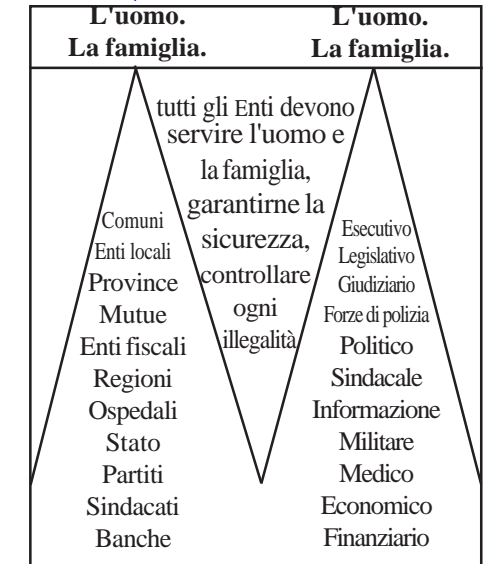 L'uomo.
La famiglia.
L'uomo.
La famiglia.
tutti gli Enti devono
servire l'uomo e
la famiglia,
garantirne la
sicurezza,
controllare
ogni
illegalità
Comuni
Enti locali
Province
Mutue
Enti fiscali
Regioni
Ospedali
Stato
Partiti
Sindacati
Banche
Esecutivo
Legislativo
Giudiziario
Forze di polizia
Politico
Sindacale
Informazione
Militare
Medico
Economico
Finanziario